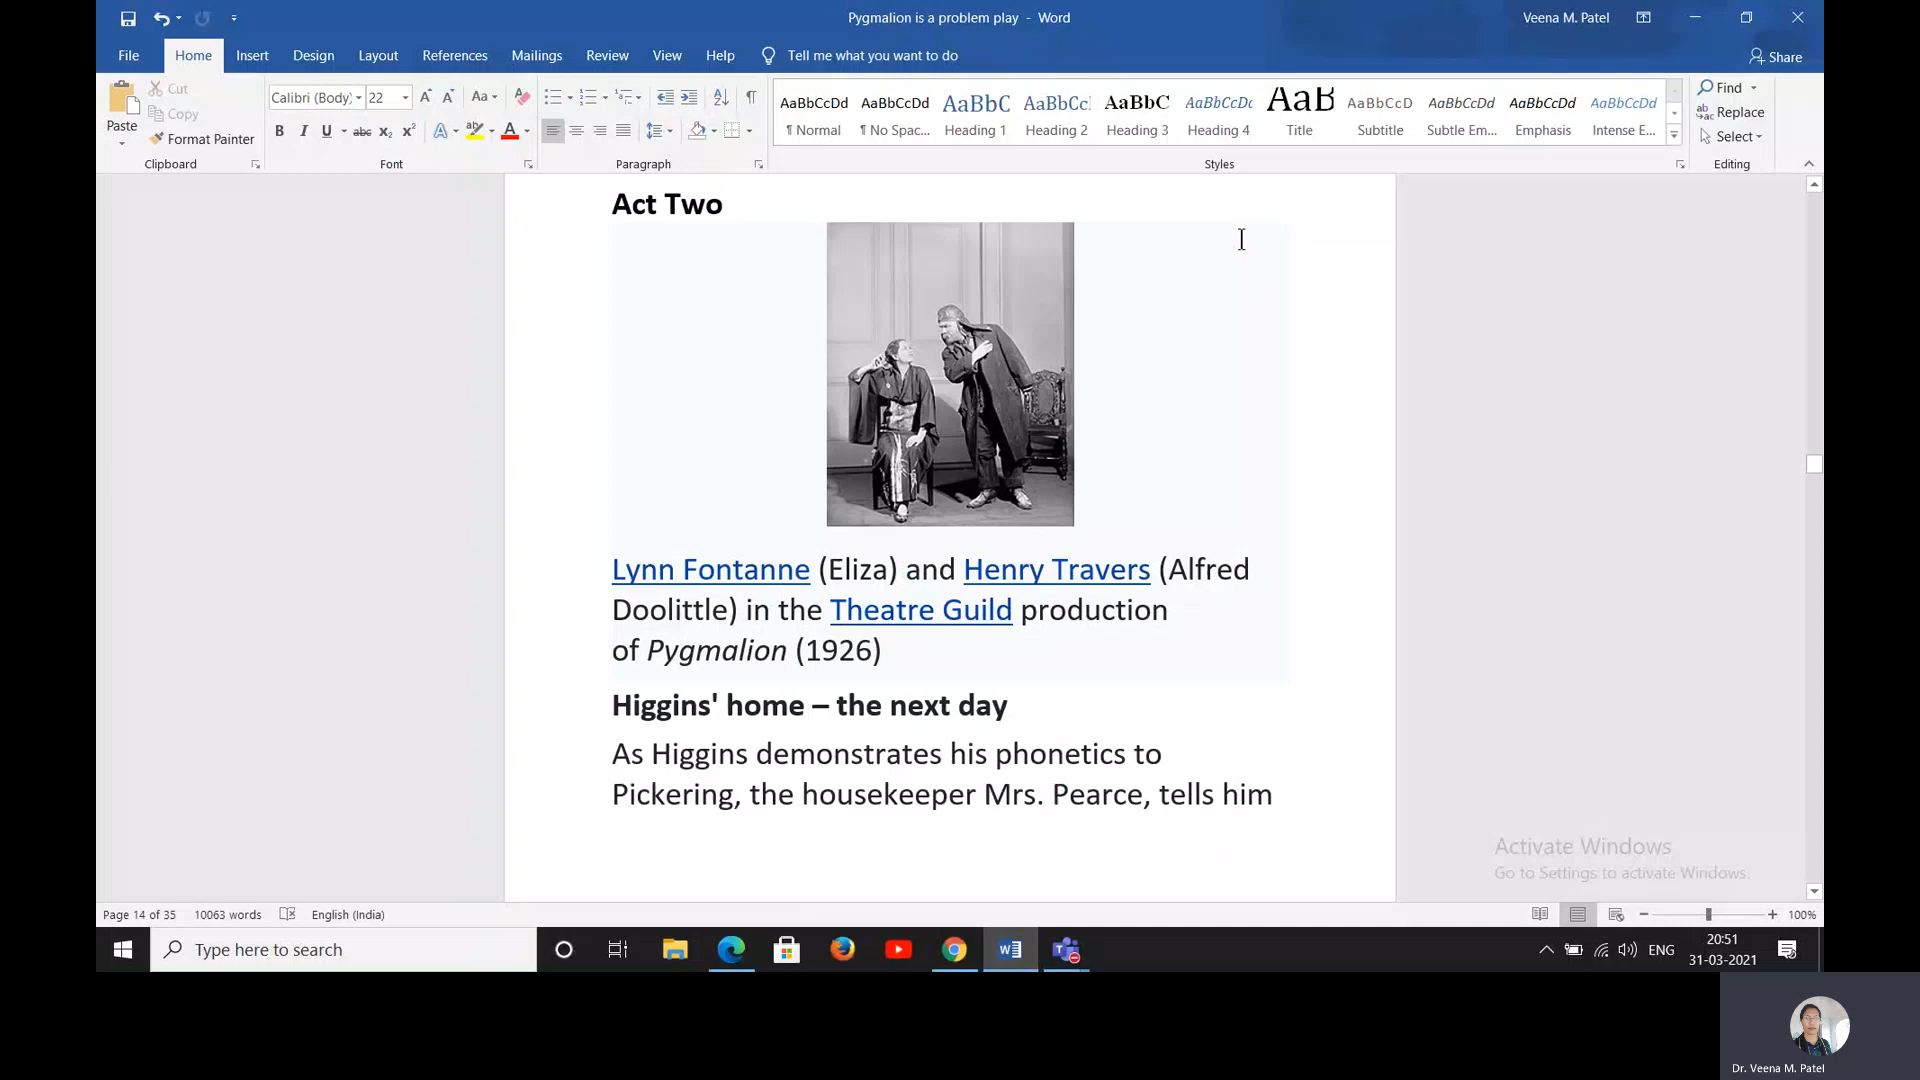 Pygmalion is a problem play - Word
Veena M. Patel
File Home Insert Design Layout References Mailings Review View Help Tell me what you want to do
Share
Paste
Cut
Copy
Format Painter
Clipboard
Calibri (Body) 22
Font
Paragraph
AaBbCcDd AaBbCcDd AaBbC AaBbCc AaBbC AaBbCcDc AaB AaBbCcD AaBbCcDd AaBbCcDd AaBbCcDd
¶ Normal ¶ No Spac... Heading 1 Heading 2 Heading 3 Heading 4 Title Subtitle Subtle Em... Emphasis Intense E...
Styles
Find
Replace
Select
Editing
Act Two
Lynn Fontanne (Eliza) and Henry Travers (Alfred
Doolittle) in the Theatre Guild production
of Pygmalion (1926)
Higgins' home – the next day
As Higgins demonstrates his phonetics to
Pickering, the housekeeper Mrs. Pearce, tells him
Activate Windows
Go to Settings to activate Windows.
Page 14 of 35 10063 words English (India) 100%
Type here to search
ENG
20:51
31-03-2021
Dr. Veena M. Patel